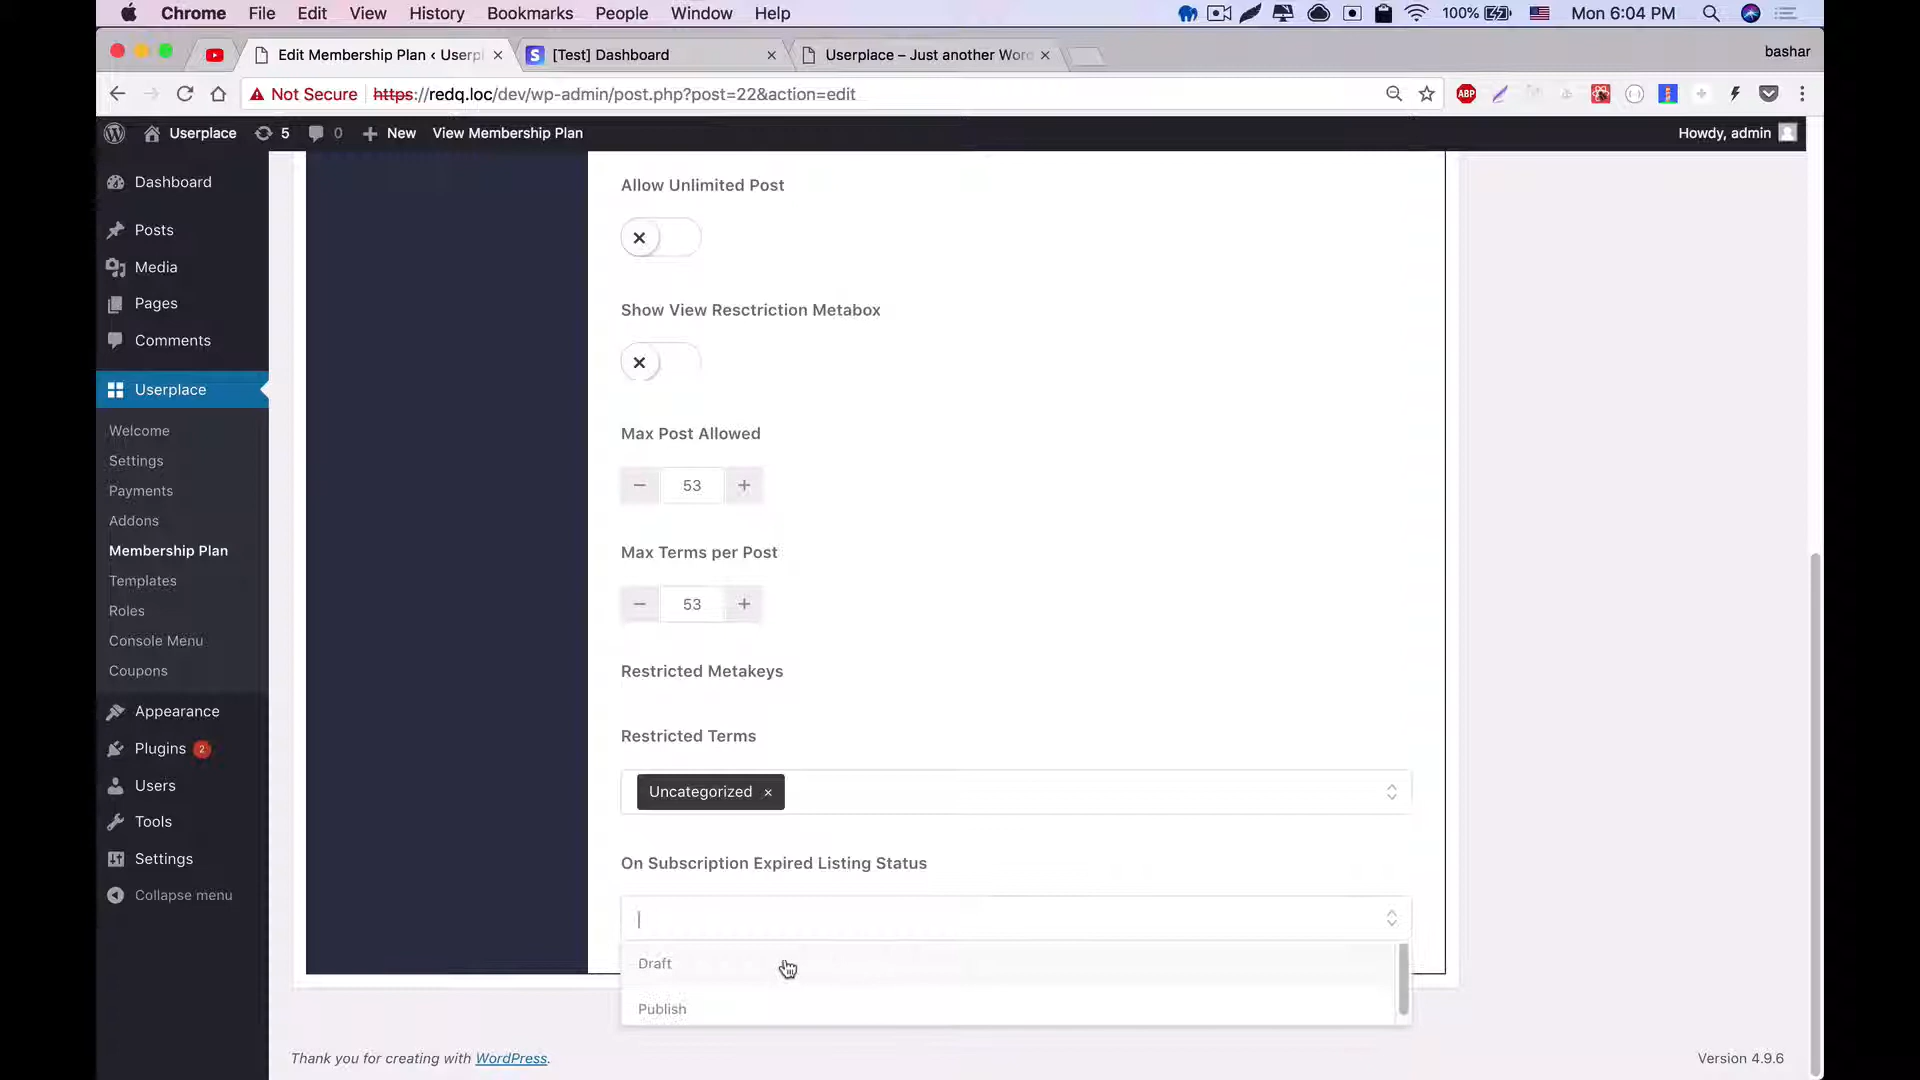 Chrome File Edit View History Bookmarks People Window Help 100% Mon 6:04 PM
Edit Membership Plan ‹ Userpl [Test] Dashboard Userplace – Just another Wor bashar
Not Secure https://redq.loc/dev/wp-admin/post.php?post=22&action=edit ABP
Userplace 5 0 New View Membership Plan Howdy, admin
Dashboard
Posts
Media
Pages
Comments
Userplace
Welcome
Settings
Payments
Addons
Membership Plan
Templates
Roles
Console Menu
Coupons
Appearance
Plugins 2
Users
Tools
Settings
Collapse menu
Allow Unlimited Post
Show View Resctriction Metabox
Max Post Allowed
− 53 +
Max Terms per Post
− 53 +
Restricted Metakeys
Restricted Terms
Uncategorized ×
On Subscription Expired Listing Status
Draft
Publish
Thank you for creating with WordPress. Version 4.9.6